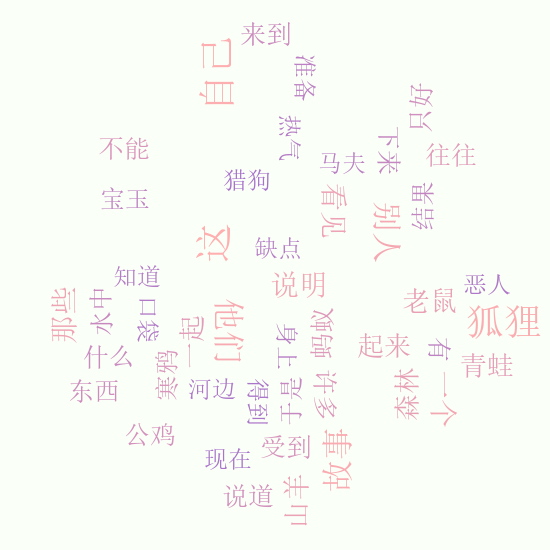 来到
自己
准备
只好
热气
不能
下来
往往
马夫
猎狗
宝玉
看见
别人
结果
这
缺点
知道
说明
恶人
那些
水中
口袋
老鼠
狐狸
他们
一起
蚂蚁
身上
起来
有
什么
寒鸦
青蛙
东西
河边
得到
于是
许多
森林
一个
公鸡
受到
故事
现在
说道
山羊